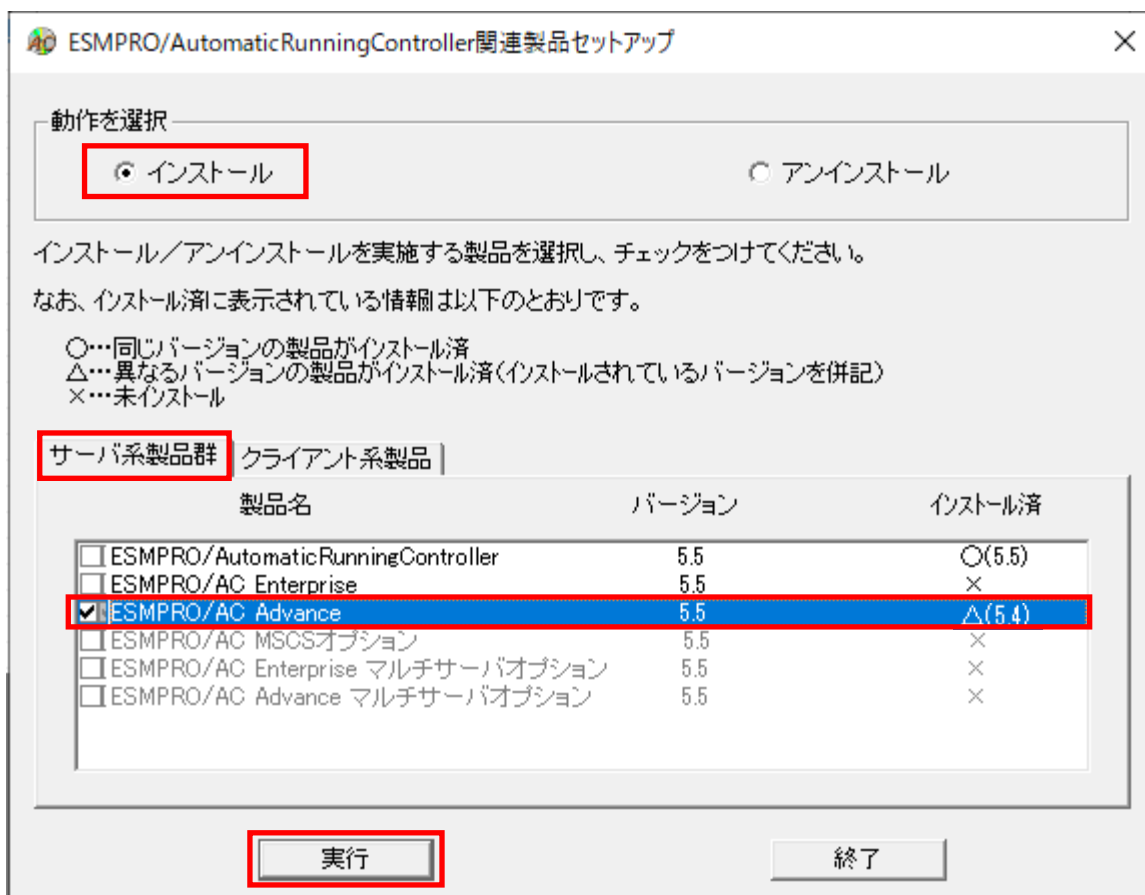 ESMPRO/AutomaticRunningController関連製品セットアップ
動作を選択
インストール
アンインストール
インストール／アンインストールを実施する製品を選択し、チェックをつけてください。
なお、インストール済に表示されている情報は以下のとおりです。
○…同じバージョンの製品がインストール済
△…異なるバージョンの製品がインストール済(インストールされているバージョンを併記)
×…未インストール
サーバ系製品群 クライアント系製品
製品名 バージョン インストール済
ESMPRO/AutomaticRunningController 5.5 ○(5.5)
ESMPRO/AC Enterprise 5.5 ×
ESMPRO/AC Advance 5.5 △(5.4)
ESMPRO/AC MSCSオプション 5.5 ×
ESMPRO/AC Enterprise マルチサーバオプション 5.5 ×
ESMPRO/AC Advance マルチサーバオプション 5.5 ×
実行 終了